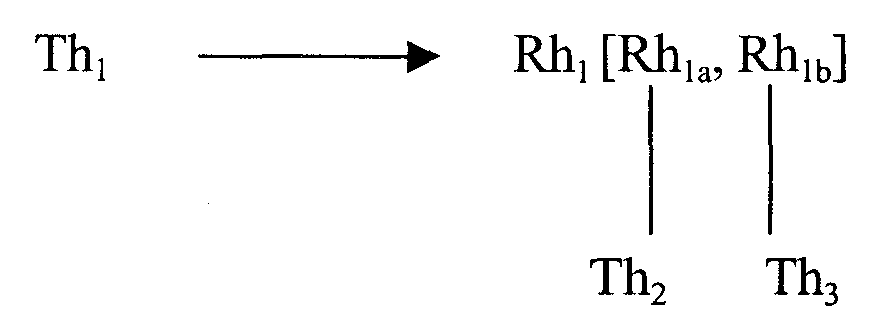 Th₁ Rh₁ [Rh₁ₐ, Rh₁b]
Th₂ Th₃